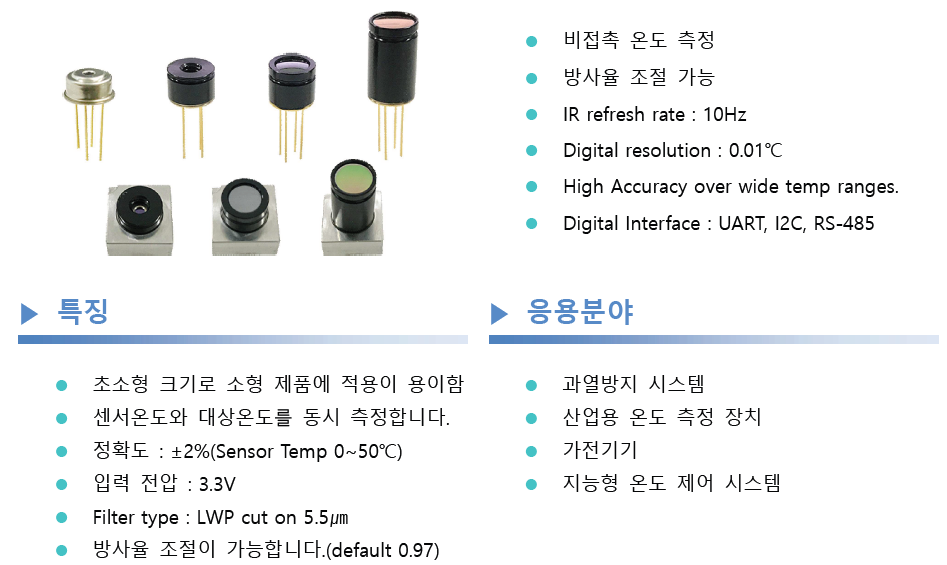 비접촉 온도 측정
방사율 조절 가능
IR refresh rate : 10Hz
Digital resolution : 0.01℃
High Accuracy over wide temp ranges.
Digital Interface : UART, I2C, RS-485
특징
초소형 크기로 소형 제품에 적용이 용이함
센서온도와 대상온도를 동시 측정합니다.
정확도 : ±2%(Sensor Temp 0~50℃)
입력 전압 : 3.3V
Filter type : LWP cut on 5.5㎛
방사율 조절이 가능합니다.(default 0.97)
응용분야
과열방지 시스템
산업용 온도 측정 장치
가전기기
지능형 온도 제어 시스템